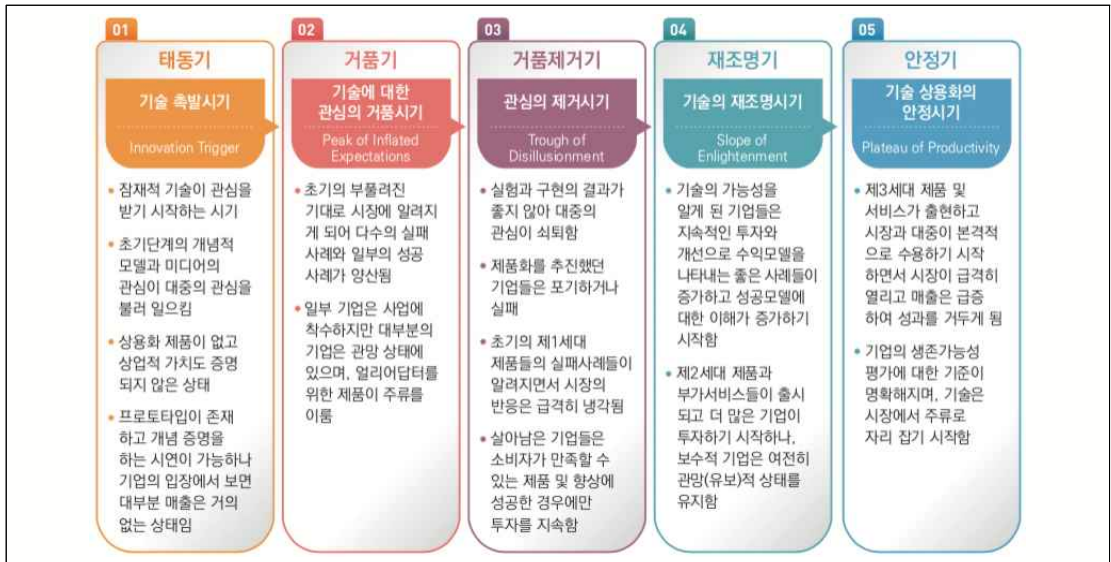 01
태동기
기술 촉발시기
Innovation Trigger
• 잠재적 기술이 관심을
받기 시작하는 시기
• 초기단계의 개념적
모델과 미디어의
관심이 대중의 관심을
불러 일으킴
• 상용화 제품이 없고
상업적 가치도 증명
되지 않은 상태
• 프로토타입이 존재
하고 개념 증명을
하는 시연이 가능하나
기업의 입장에서 보면
대부분 매출은 거의
없는 상태임
02
거품기
기술에 대한
관심의 거품시기
Peak of Inflated
Expectations
• 초기의 부풀려진
기대로 시장에 알려지
게 되어 다수의 실패
사례와 일부의 성공
사례가 양산됨
• 일부 기업은 사업에
착수하지만 대부분의
기업은 관망 상태에
있으며, 얼리어답터를
위한 제품이 주류를
이룸
03
거품제거기
관심의 제거시기
Trough of
Disillusionment
• 실험과 구현의 결과가
좋지 않아 대중의
관심이 쇠퇴함
• 제품화를 추진했던
기업들은 포기하거나
실패
• 초기의 제1세대
제품들의 실패사례들이
알려지면서 시장의
반응은 급격히 냉각됨
• 살아남은 기업들은
소비자가 만족할 수
있는 제품 및 향상에
성공한 경우에만
투자를 지속함
04
재조명기
기술의 재조명시기
Slope of
Enlightenment
• 기술의 가능성을
알게 된 기업들은
지속적인 투자와
개선으로 수익모델을
나타내는 좋은 사례들이
증가하고 성공모델에
대한 이해가 증가하기
시작함
• 제2세대 제품과
부가서비스들이 출시
되고 더 많은 기업이
투자하기 시작하나,
보수적 기업은 여전히
관망(유보)적 상태를
유지함
05
안정기
기술 상용화의
안정시기
Plateau of Productivity
• 제3세대 제품 및
서비스가 출현하고
시장과 대중이 본격적
으로 수용하기 시작
하면서 시장이 급격히
열리고 매출은 급증
하여 성과를 거두게 됨
• 기업의 생존가능성
평가에 대한 기준이
명확해지며, 기술은
시장에서 주류로
자리 잡기 시작함